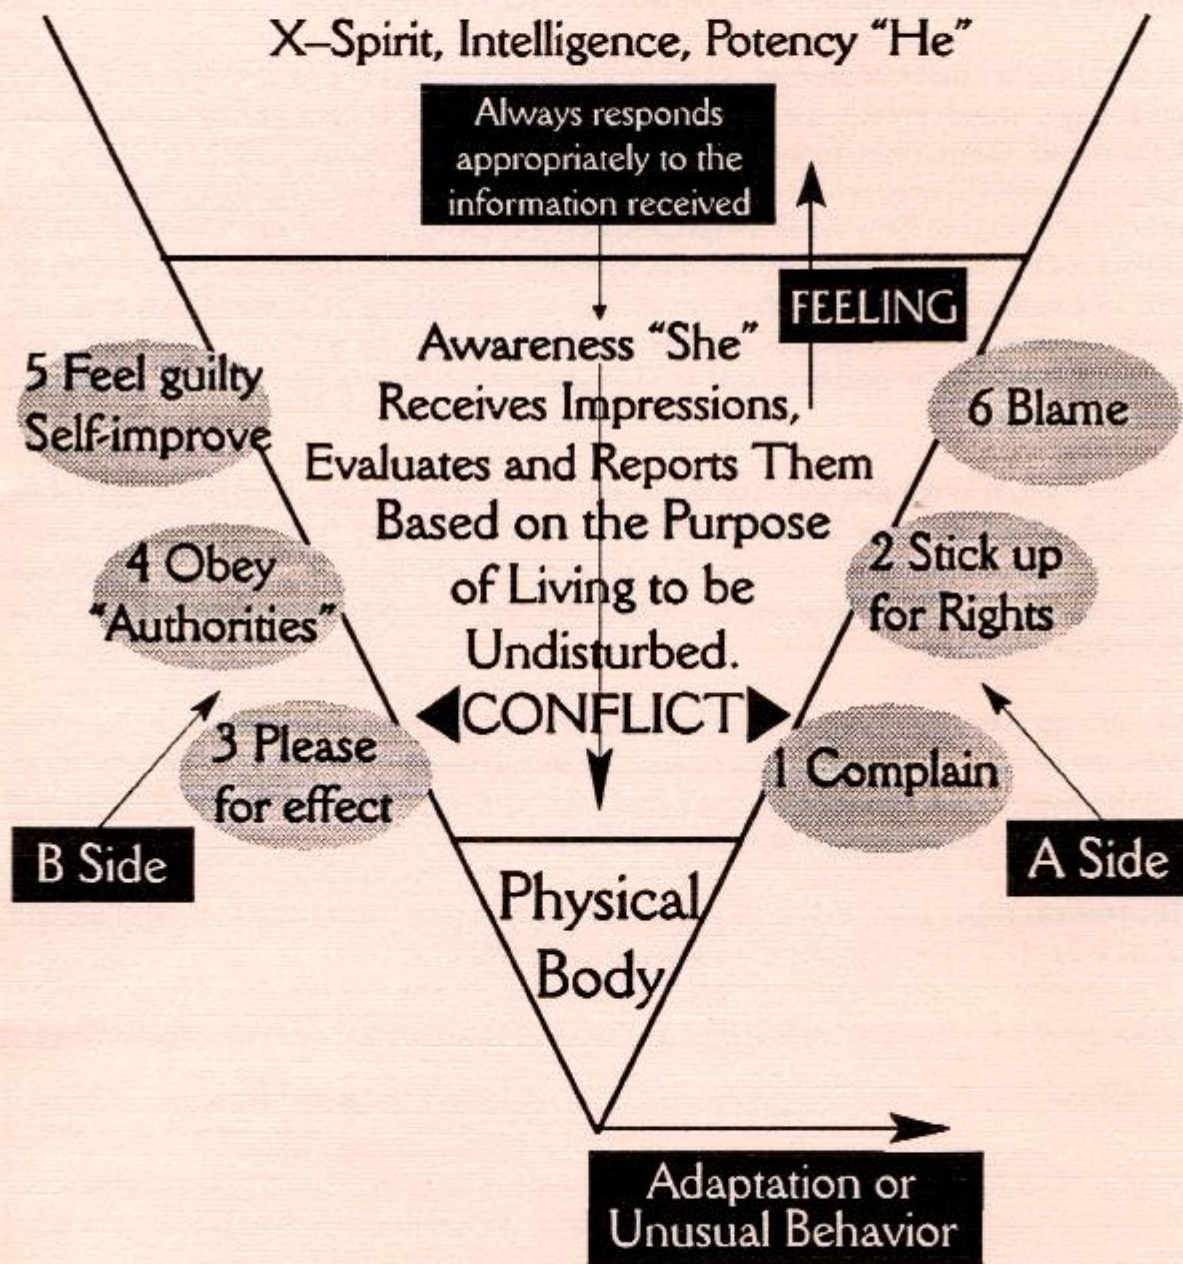 X–Spirit, Intelligence, Potency “He”
Always responds
appropriately to the
information received
FEELING
Awareness “She”
Receives Impressions,
Evaluates and Reports Them
Based on the Purpose
of Living to be
Undisturbed.
CONFLICT
5 Feel guilty
Self-improve
6 Blame
4 Obey
“Authorities”
2 Stick up
for Rights
3 Please
for effect
1 Complain
B Side
A Side
Physical
Body
Adaptation or
Unusual Behavior